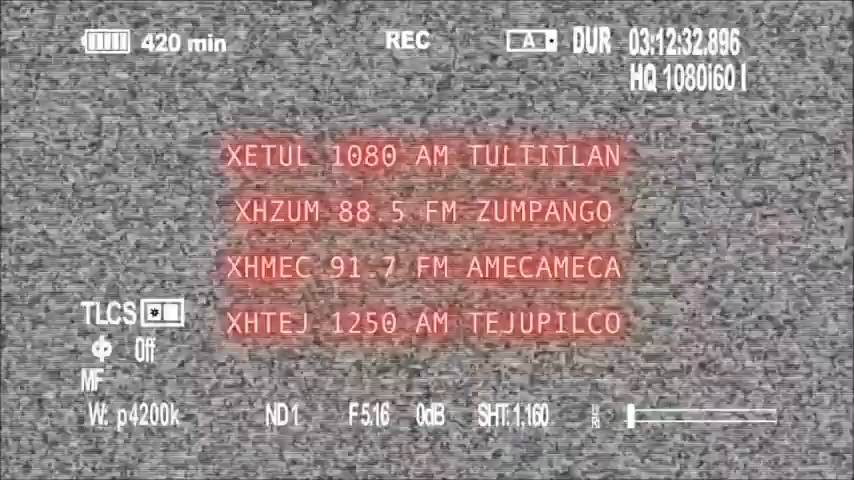 420 min REC A DUR 03:12:32.896
HQ 1080i60
XETUL 1080 AM TULTITLAN
XHZUM 88.5 FM ZUMPANGO
XHMEC 91.7 FM AMECAMECA
XHTEJ 1250 AM TEJUPILCO
TLCS
Off
MF
W: p4200k ND1 F5.16 0dB SHT: 1.160